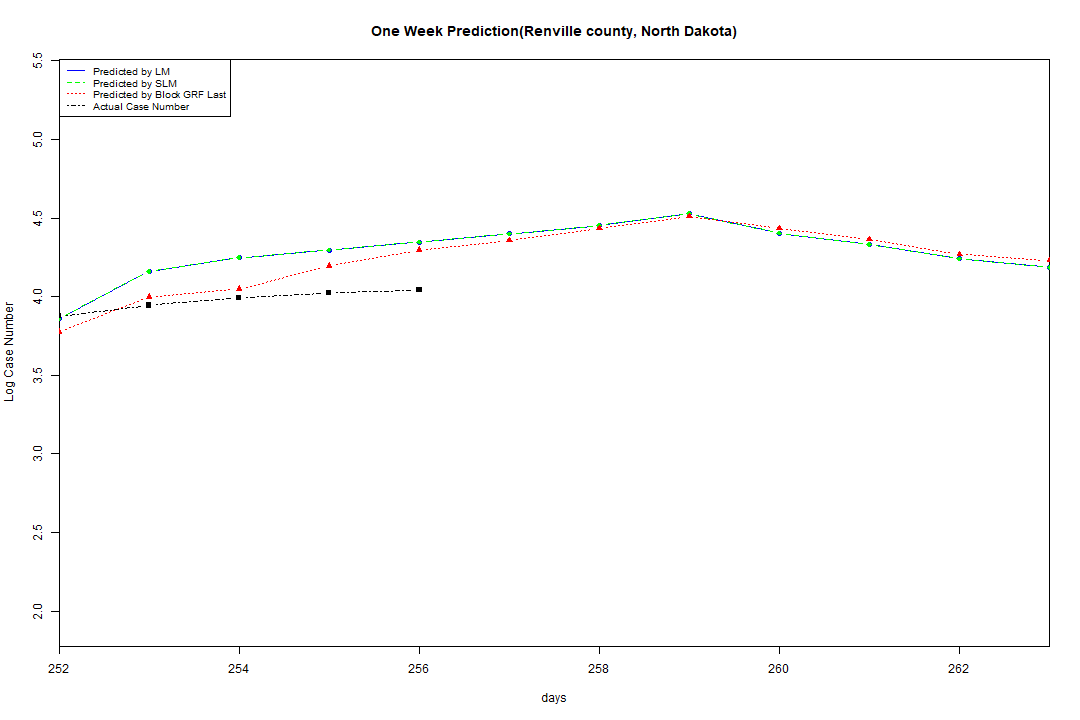 One Week Prediction(Renville county, North Dakota)
Predicted by LM
Predicted by SLM
Predicted by Block GRF Last
Actual Case Number
5.5
5.0
4.5
4.0
3.5
3.0
2.5
2.0
Log Case Number
252
254
256
258
260
262
days